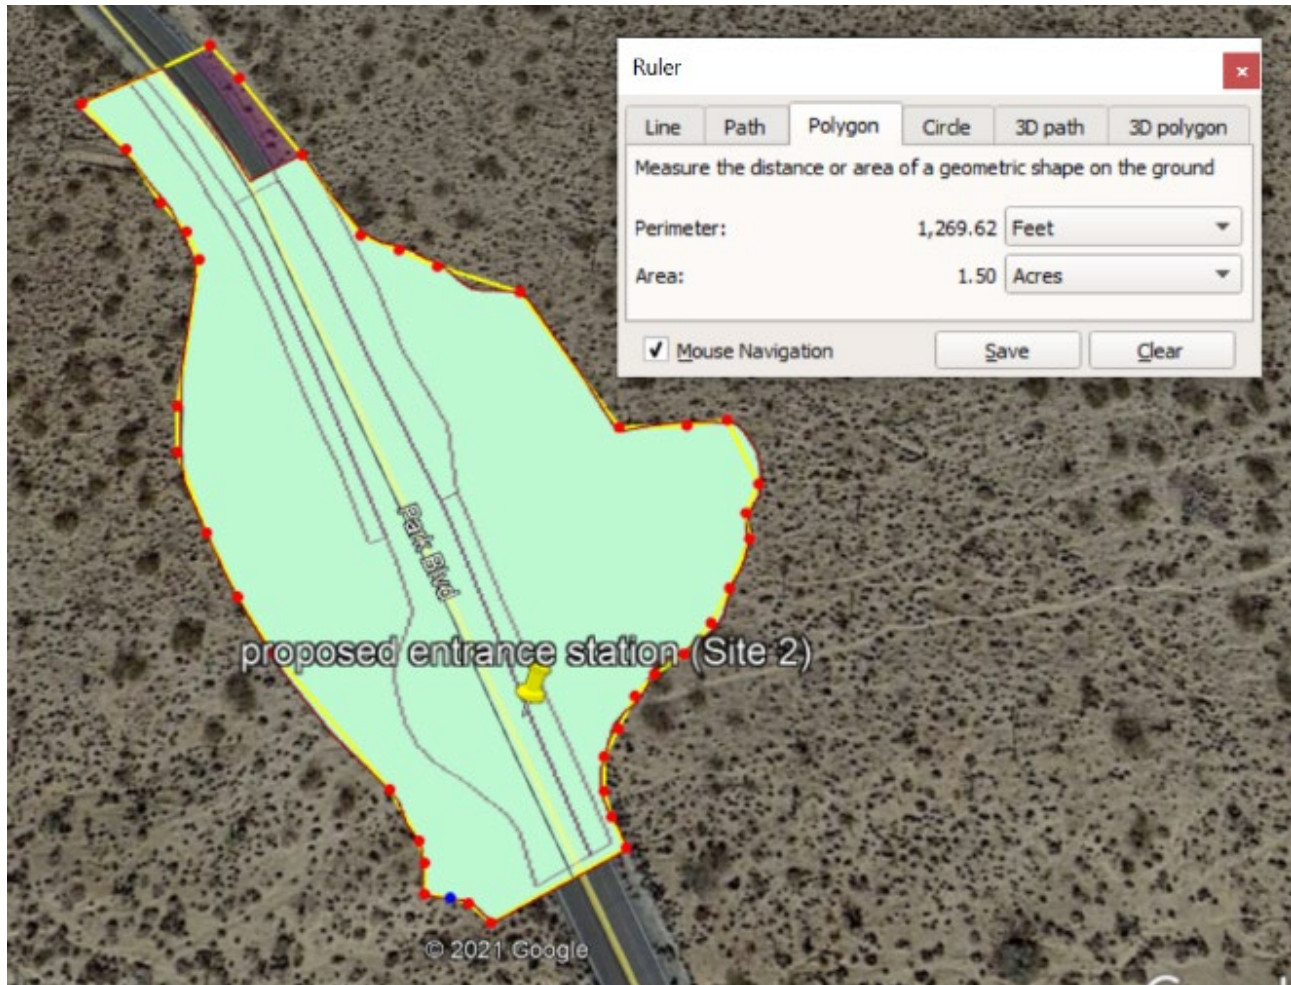 Ruler
x
Line Path Polygon Circle 3D path 3D polygon
Measure the distance or area of a geometric shape on the ground
Perimeter: 1,269.62 Feet
Area: 1.50 Acres
Mouse Navigation Save Clear
Park Blvd
proposed entrance station (Site 2)
© 2021 Google